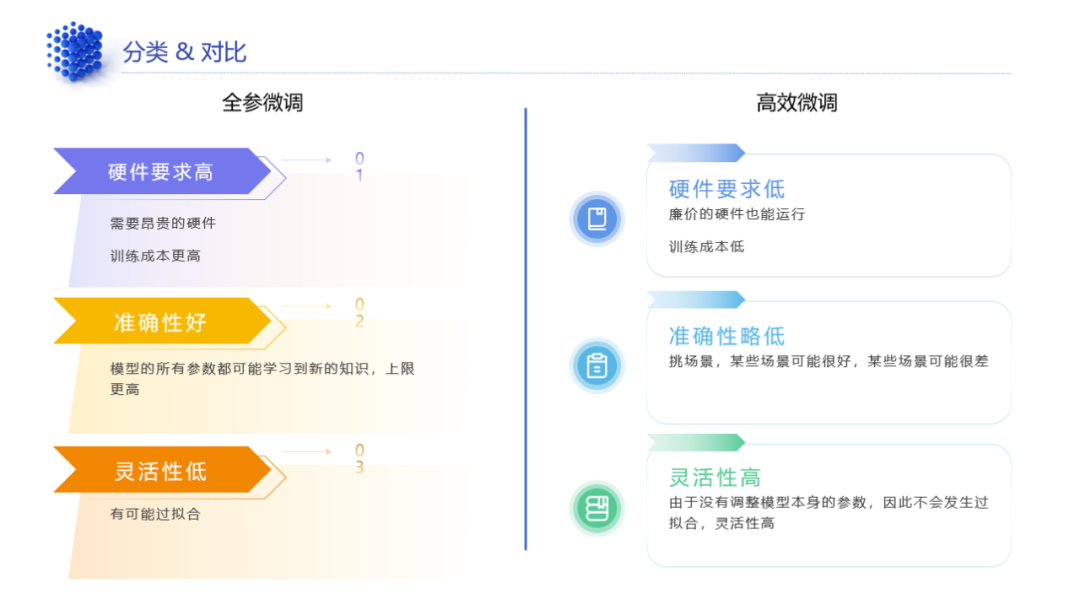 分类 & 对比
全参微调
硬件要求高
01
需要昂贵的硬件
训练成本更高
准确性好
02
模型的所有参数都可能学习到新的知识，上限
更高
灵活性低
03
有可能过拟合
高效微调
硬件要求低
廉价的硬件也能运行
训练成本低
准确性略低
挑场景，某些场景可能很好，某些场景可能很差
灵活性高
由于没有调整模型本身的参数，因此不会发生过
拟合，灵活性高